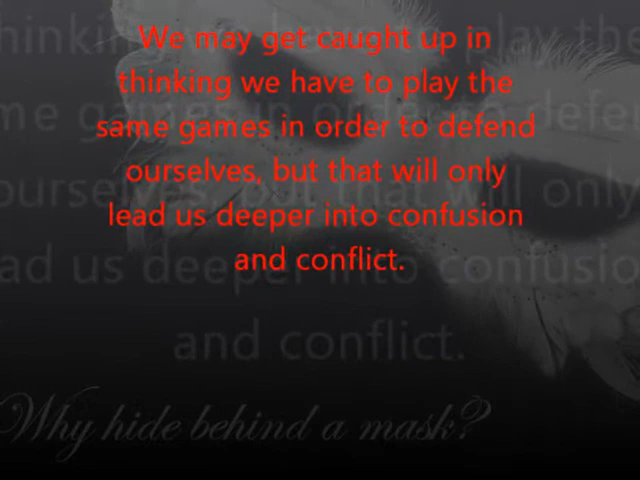 We may get caught up in
thinking we have to play the
same games in order to defend
ourselves, but that will only
lead us deeper into confusion
and conflict.
Why hide behind a mask?